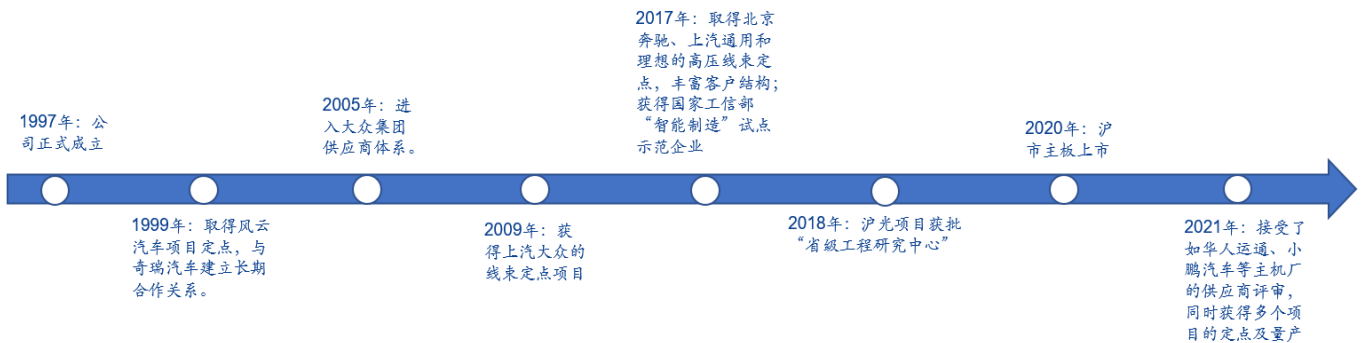 1997年：公
司正式成立
1999年：取得风云
汽车项目定点，与
奇瑞汽车建立长期
合作关系。
2005年：进
入大众集团
供应商体系。
2009年：获
得上汽大众的
线束定点项目
2017年：取得北京
奔驰、上汽通用和
理想的高压线束定
点，丰富客户结构；
获得国家工信部
“智能制造”试点
示范企业
2018年：沪光项目获批
“省级工程研究中心”
2020年：沪
市主板上市
2021年：接受了
如华人运通、小
鹏汽车等主机厂
的供应商评审，
同时获得多个项
目的定点及量产